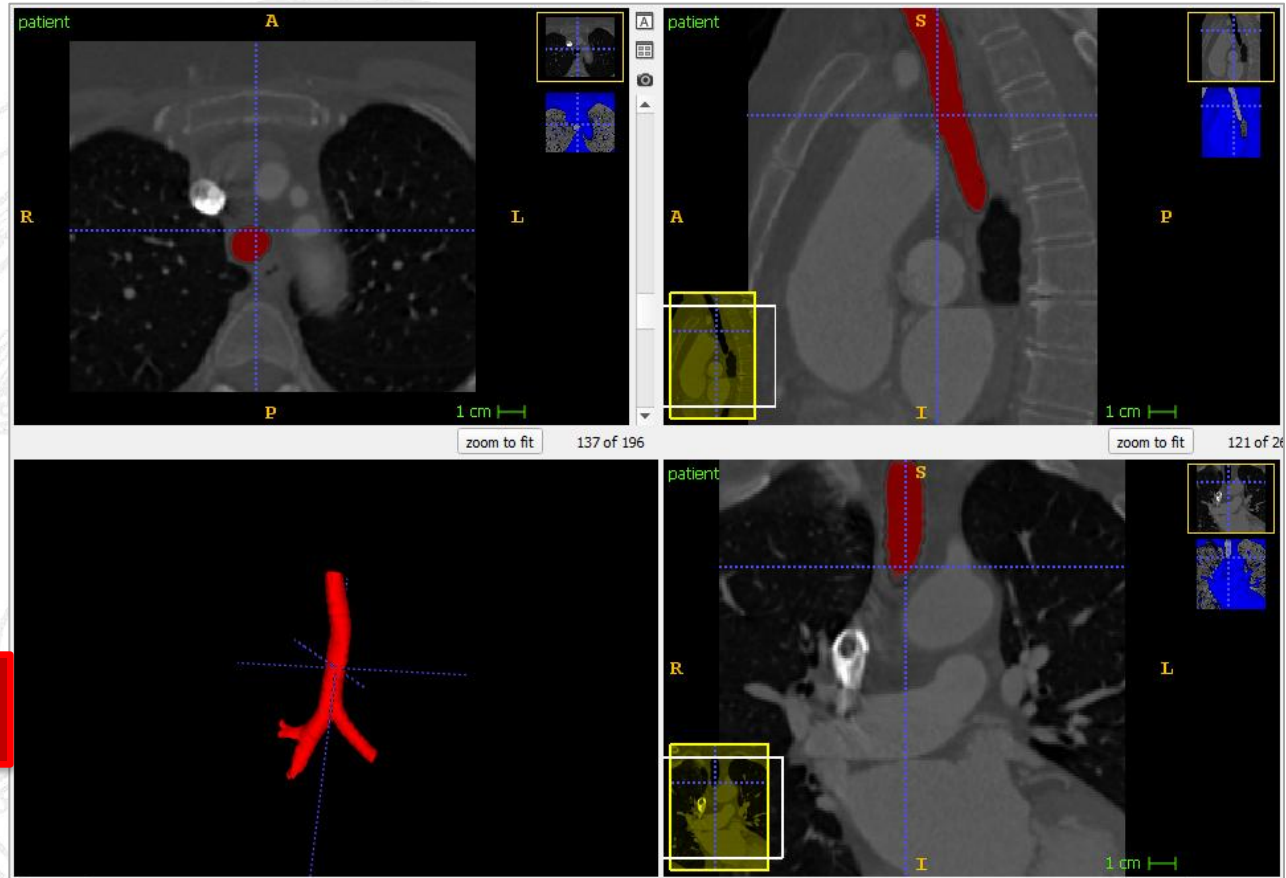 patient
A
R
L
P
1 cm
zoom to fit
137 of 196
A
patient
S
A
P
I
1 cm
zoom to fit
121 of 26
patient
S
R
L
I
1 cm